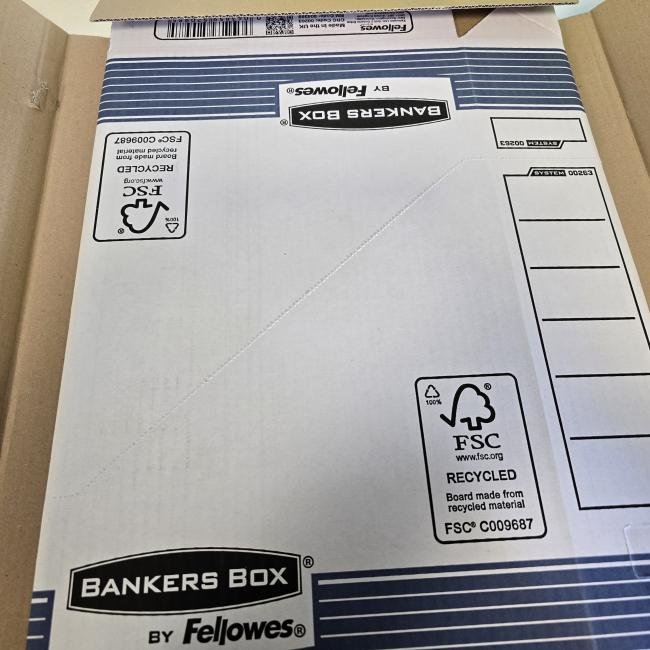 Fellowes
Made in the UK
BY Fellowes®
BANKERS BOX®
SYSTEM 00263
SYSTEM 00263
100%
FSC®
www.fsc.org
RECYCLED
Board made from
recycled material
FSC® C009687
100%
®
FSC
www.fsc.org
RECYCLED
Board made from
recycled material
FSC® C009687
BANKERS BOX®
BY Fellowes®